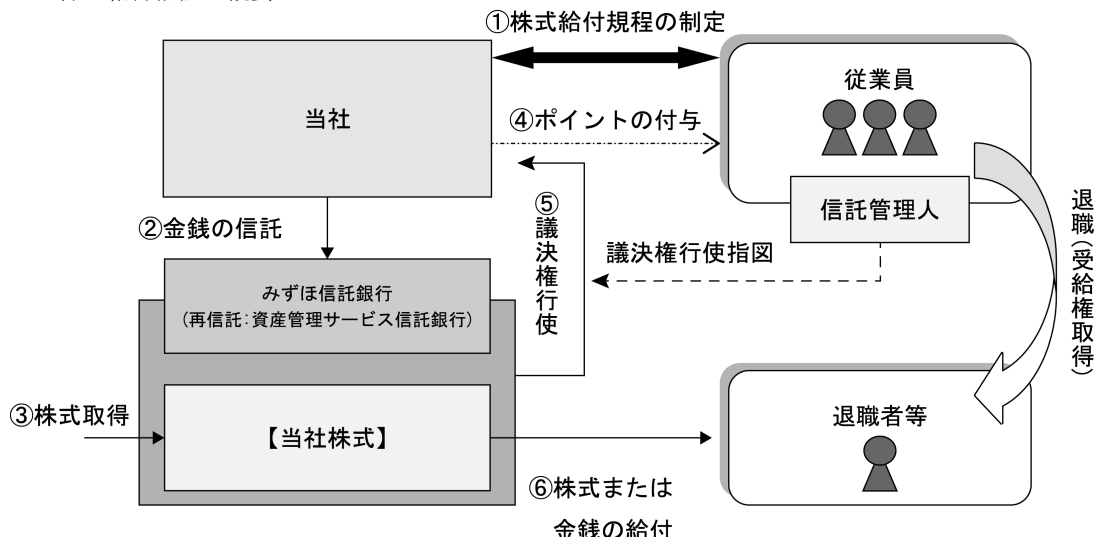 ①株式給付規程の制定
従業員
当社
④ポイントの付与
②金銭の信託
⑤議決権行使
信託管理人
議決権行使指図
退職(受給権取得)
みずほ信託銀行
(再信託:資産管理サービス信託銀行)
③株式取得
【当社株式】
退職者等
⑥株式または
金銭の給付